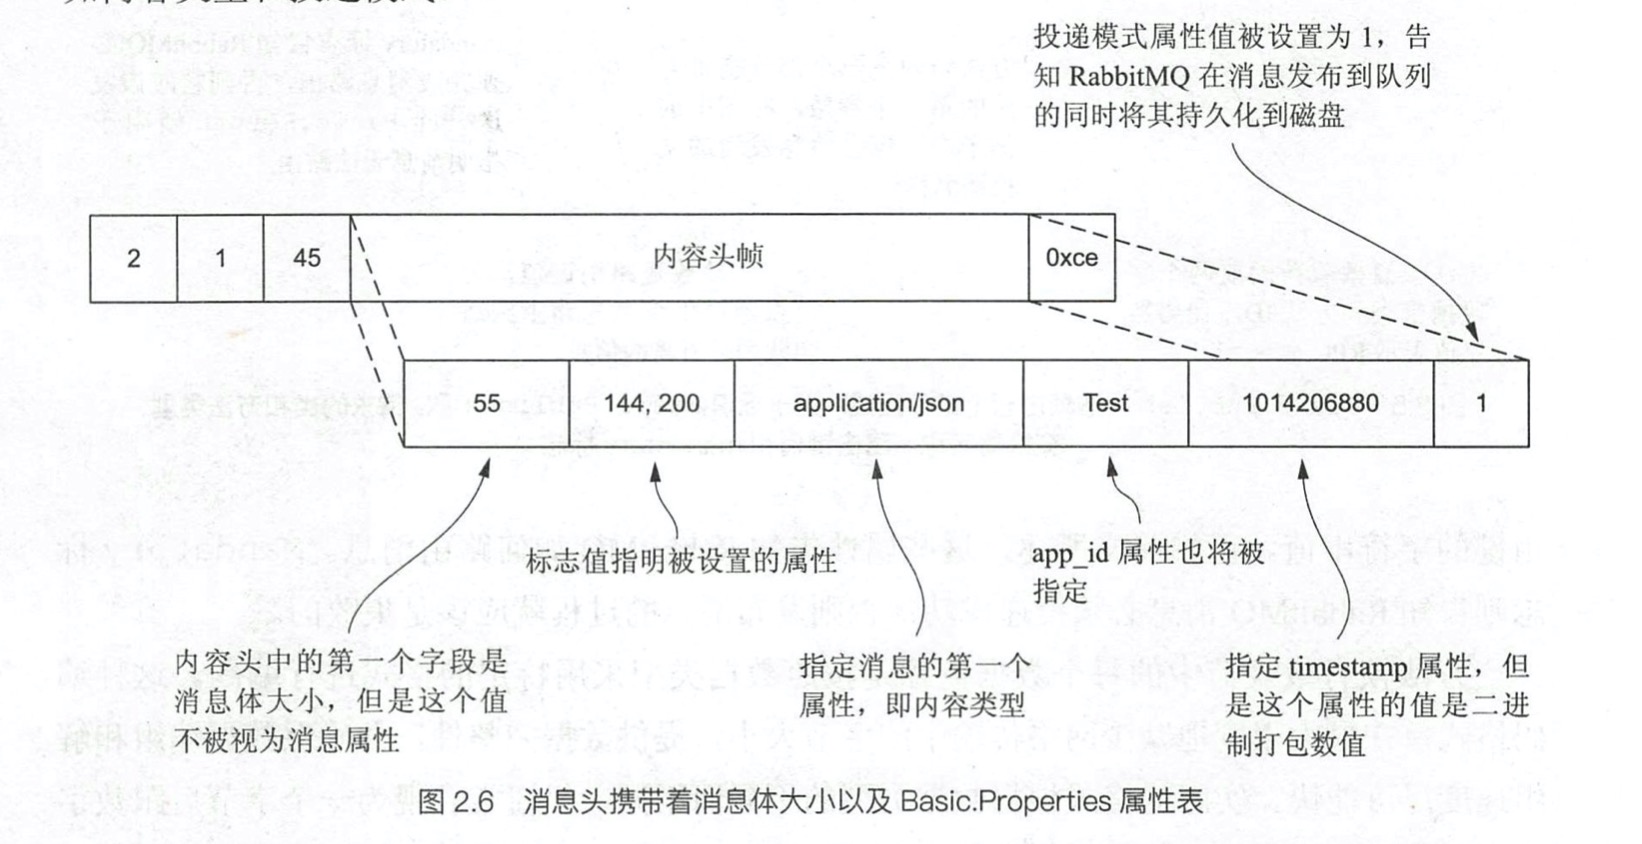 投递模式属性值被设置为 1，告
知 RabbitMQ 在消息发布到队列
的同时将其持久化到磁盘
2 1 45 内容头帧 0xce
55 144, 200 application/json Test 1014206880 1
标志值指明被设置的属性
app_id 属性也将被
指定
内容头中的第一个字段是
消息体大小，但是这个值
不被视为消息属性
指定消息的第一个
属性，即内容类型
指定 timestamp 属性，但
是这个属性的值是二进
制打包数值
图 2.6 消息头携带着消息体大小以及 Basic.Properties 属性表